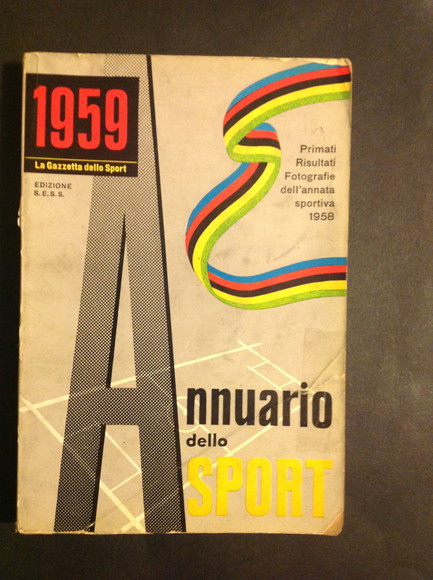 1959
La Gazzetta dello Sport
EDIZIONE
S.E.S.S.
Primati
Risultati
Fotografie
dell'annata
sportiva
1958
Annuario
dello
SPORT